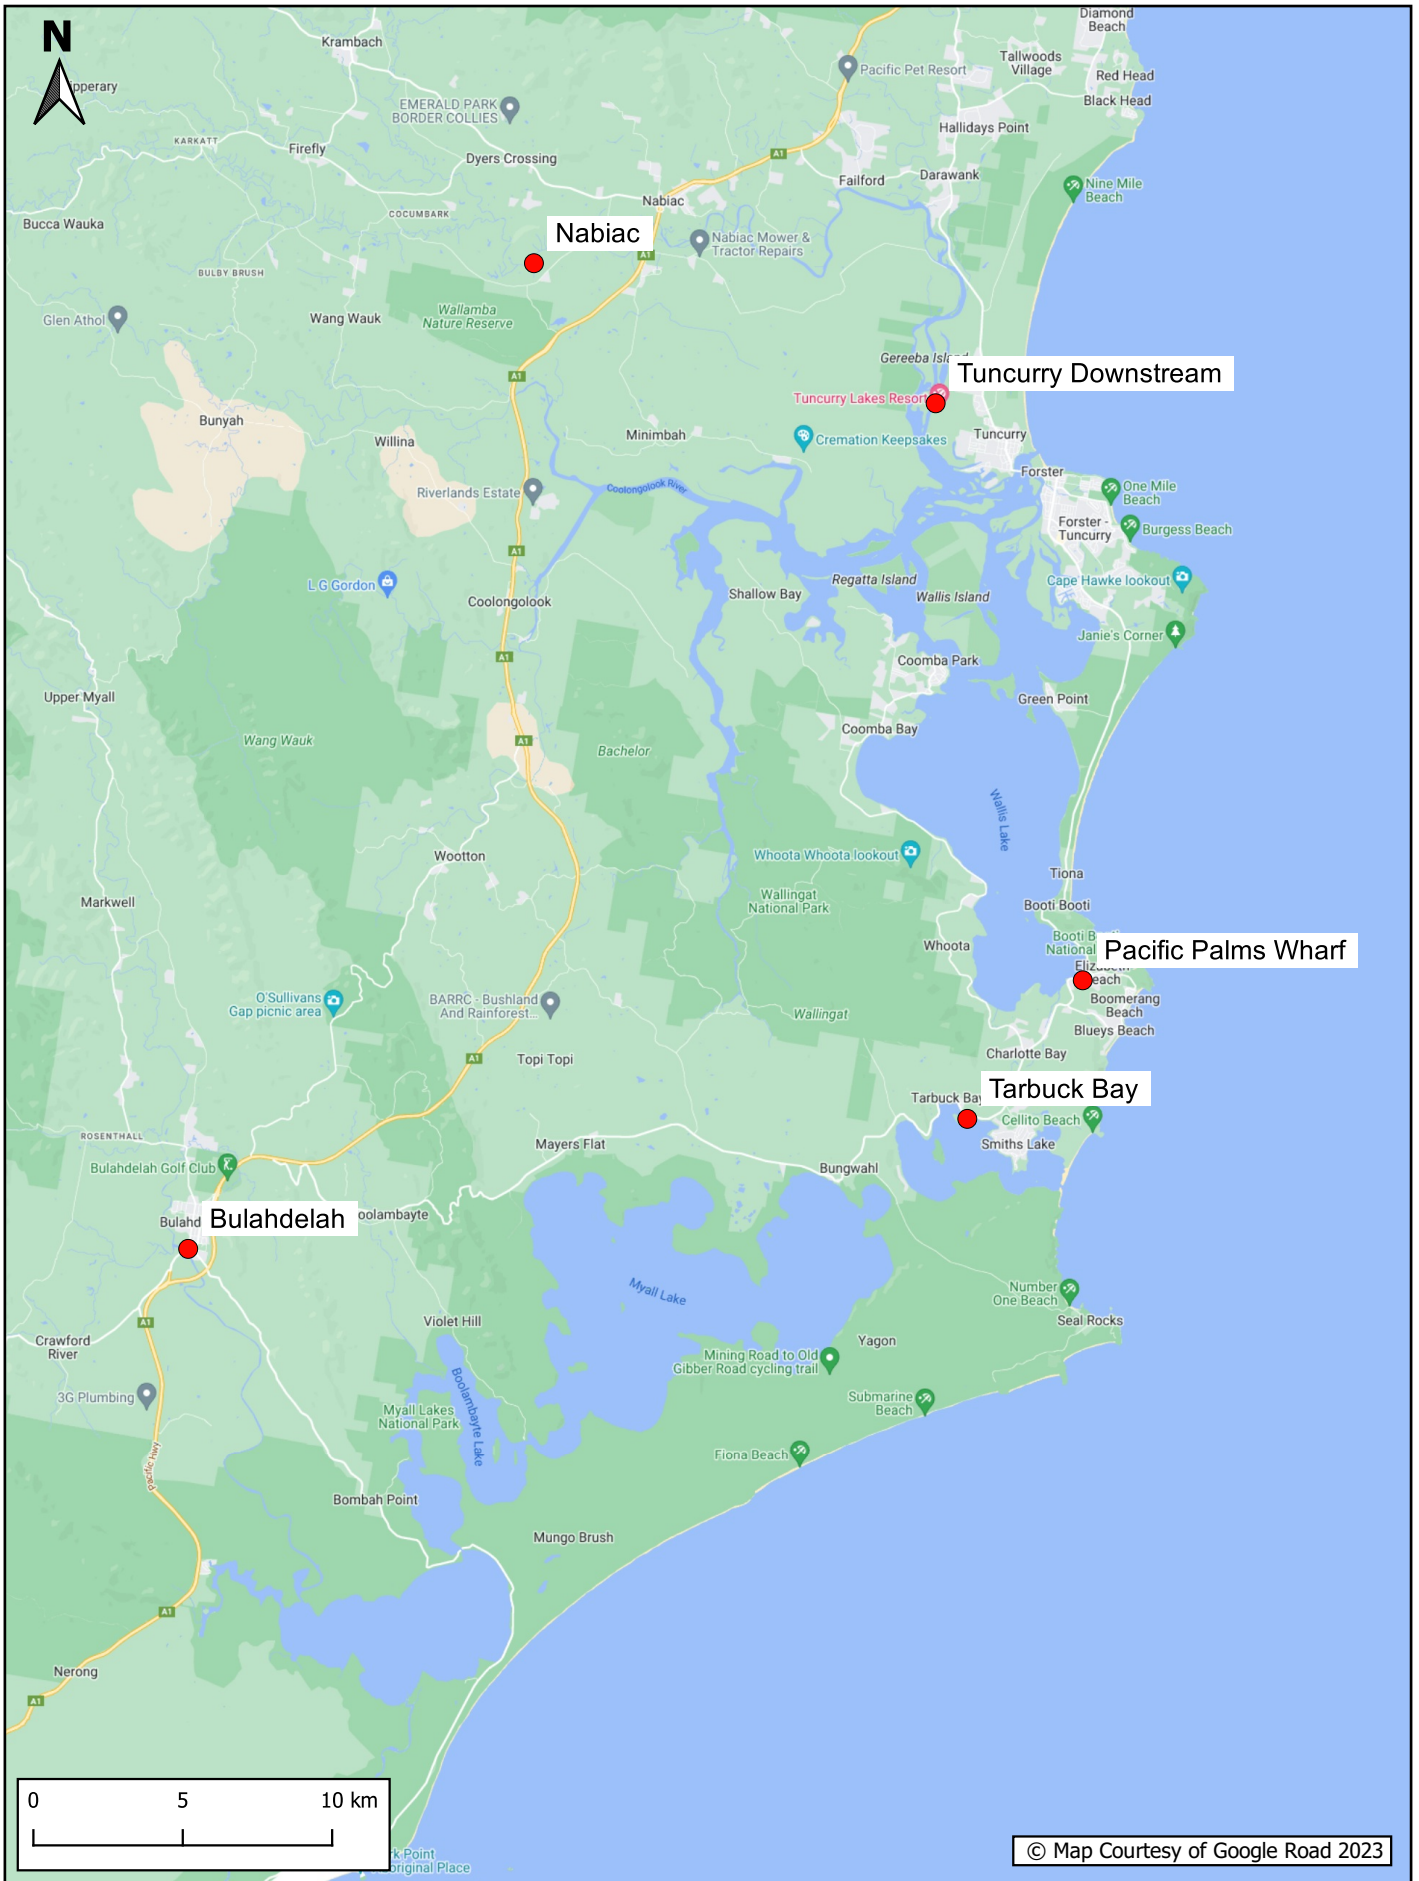 N
Krambach
Diamond
Beach
Tallwoods
Village
Pacific Pet Resort
Red Head
Black Head
EMERALD PARK
BORDER COLLIES
Hallidays Point
KARKATT
Firefly
Dyers Crossing
A1
Failford
Darawank
Nine Mile
Beach
Nabiac
COCUMBARK
Bucca Wauka
Nabiac
Nabiac Mower &
Tractor Repairs
A1
BULBY BRUSH
Glen Athol
Wang Wauk
Wallamba
Nature Reserve
Tuncurry Downstream
A1
Tuncurry Lakes Resort
Bunyah
Willina
Minimbah
Cremation Keepsakes
Tuncurry
Forster
Riverlands Estate
Coolongolook River
One Mile
Beach
Forster -
Tuncurry
Burgess Beach
A1
L G Gordon
Regatta Island
Cape Hawke lookout
Shallow Bay
Wallis Island
Coolongolook
Janie's Corner
A1
Coomba Park
Upper Myall
Green Point
Coomba Bay
Wang Wauk
A1
Bachelor
Wallis Lake
Wootton
Whoota Whoota lookout
Tiona
Markwell
Wallingat
National Park
Booti Booti
Whoota
Pacific Palms Wharf
O'Sullivans
Gap picnic area
BARRC - Bushland
And Rainforest...
Wallingat
Boomerang
Beach
Blueys Beach
A1
Topi Topi
Charlotte Bay
Tarbuck Bay
Tarbuck Bay
Cellito Beach
ROSENTHALL
Mayers Flat
Smiths Lake
Bulahdelah Golf Club
Bungwahl
Bulahdelah
Myall Lake
Number
One Beach
A1
Violet Hill
Seal Rocks
Crawford
River
Yagon
Mining Road to Old
Gibber Road cycling trail
3G Plumbing
Boolambayte Lake
Submarine
Beach
Myall Lakes
National Park
Pacific Hwy
Fiona Beach
Bombah Point
Mungo Brush
A1
Nerong
A1
0 5 10 km
© Map Courtesy of Google Road 2023